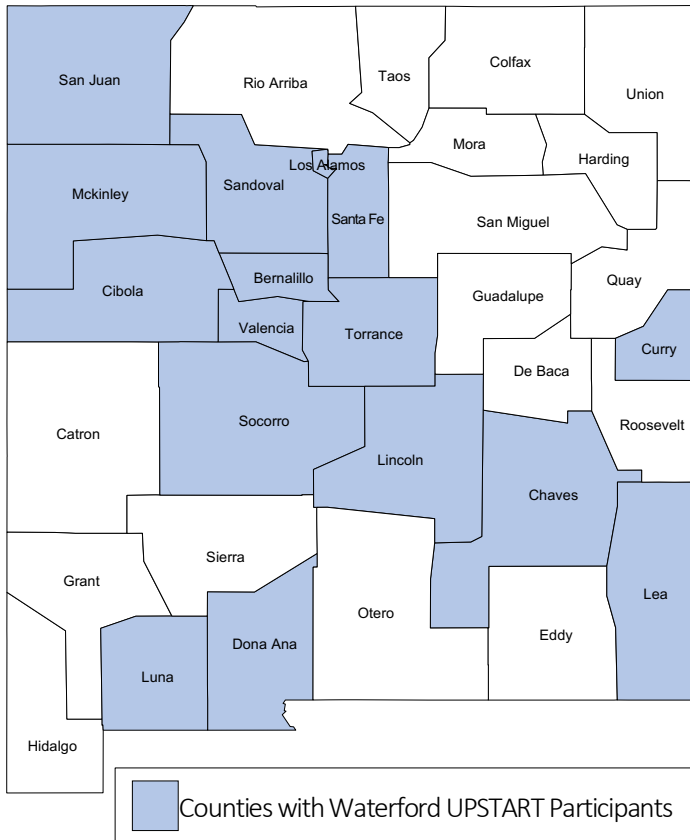 Colfax
San Juan
Taos
Rio Arriba
Union
Mora
Harding
Los Alamos
Sandoval
Mckinley
Santa Fe
San Miguel
Bernalillo
Quay
Cibola
Guadalupe
Valencia
Torrance
Curry
De Baca
Socorro
Roosevelt
Catron
Lincoln
Chaves
Sierra
Grant
Lea
Otero
Eddy
Dona Ana
Luna
Hidalgo
Counties with Waterford UPSTART Participants